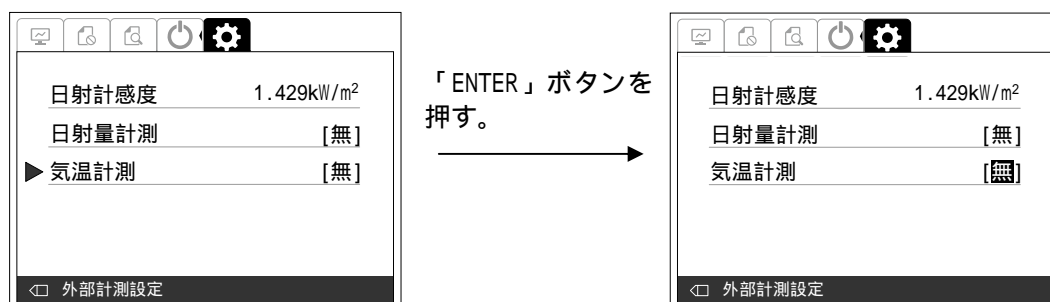 日射計感度 1.429kW/m²
日射量計測 [無]
▶気温計測 [無]
外部計測設定
「ENTER」ボタンを
押す。
日射計感度 1.429kW/m²
日射量計測 [無]
気温計測 [無]
外部計測設定